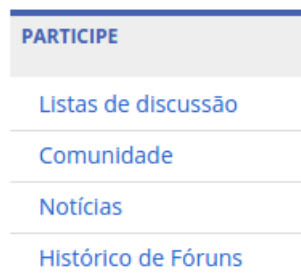 PARTICIPE
Listas de discussão
Comunidade
Notícias
Histórico de Fóruns